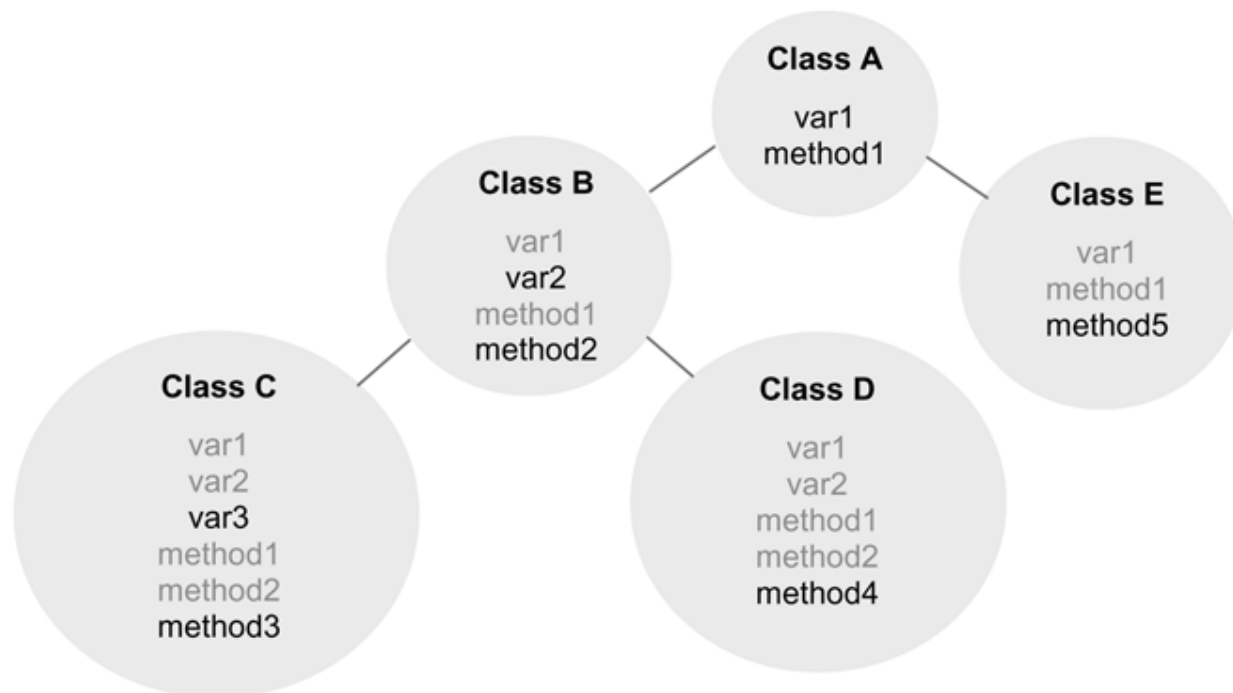 Class A
var1
method1
Class B
var1
var2
method1
method2
Class E
var1
method1
method5
Class C
var1
var2
var3
method1
method2
method3
Class D
var1
var2
method1
method2
method4